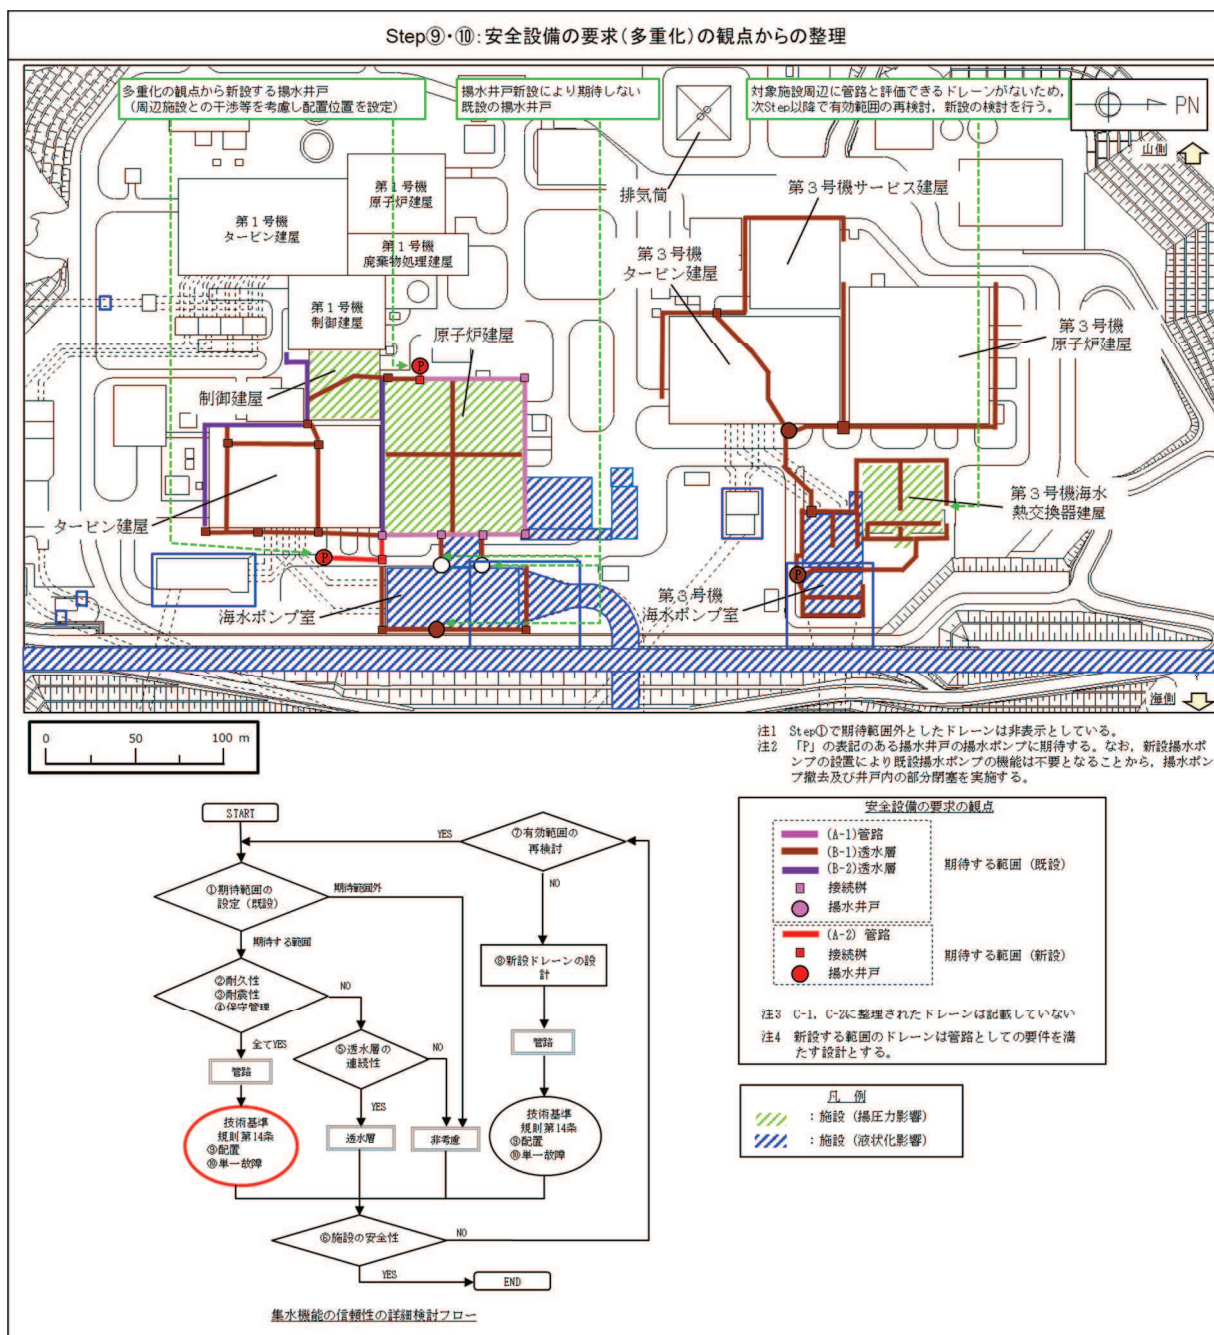 Step⑨・⑩:安全設備の要求(多重化)の観点からの整理
多重化の観点から新設する揚水井戸
(周辺施設との干渉等を考慮し配置位置を設定)
揚水井戸新設により期待しない
既設の揚水井戸
対象施設周辺に管路と評価できるドレーンがないため,
次Step以降で有効範囲の再検討,新設の検討を行う。
PN
山側
排気筒
第3号機サービス建屋
第1号機
原子炉建屋
第1号機
タービン建屋
第1号機
廃棄物処理建屋
第3号機
タービン建屋
第1号機
制御建屋
原子炉建屋
第3号機
原子炉建屋
P
制御建屋
タービン建屋
第3号機海水
熱交換器建屋
P
P
海水ポンプ室
第3号機
海水ポンプ室
海側
0 50 100 m
注1 Step①で期待範囲外としたドレーンは非表示としている。
注2 「P」の表記のある揚水井戸の揚水ポンプに期待する。なお,新設揚水ポ
ンプの設置により既設揚水ポンプの機能は不要となることから,揚水ポン
プ撤去及び井戸内の部分閉塞を実施する。
START
YES
⑦有効範囲の
再検討
NO
①期待範囲の
設定(既設)
期待範囲外
期待する範囲
⑧新設ドレーンの設
計
②耐久性
③耐震性
④保守管理
NO
全てYES
管路
⑤透水層の
連続性
NO
YES
管路
技術基準
規則第14条
⑨配置
⑩単一故障
透水層
非考慮
技術基準
規則第14条
⑨配置
⑩単一故障
⑥施設の安全性
NO
YES
END
集水機能の信頼性の詳細検討フロー
安全設備の要求の観点
(A-1)管路
(B-1)透水層
(B-2)透水層
接続桝
揚水井戸
期待する範囲(既設)
(A-2) 管路
接続桝
揚水井戸
期待する範囲(新設)
注3 C-1,C-2に整理されたドレーンは記載していない
注4 新設する範囲のドレーンは管路としての要件を満
たす設計とする。
凡 例
:施設(揚圧力影響)
:施設(液状化影響)